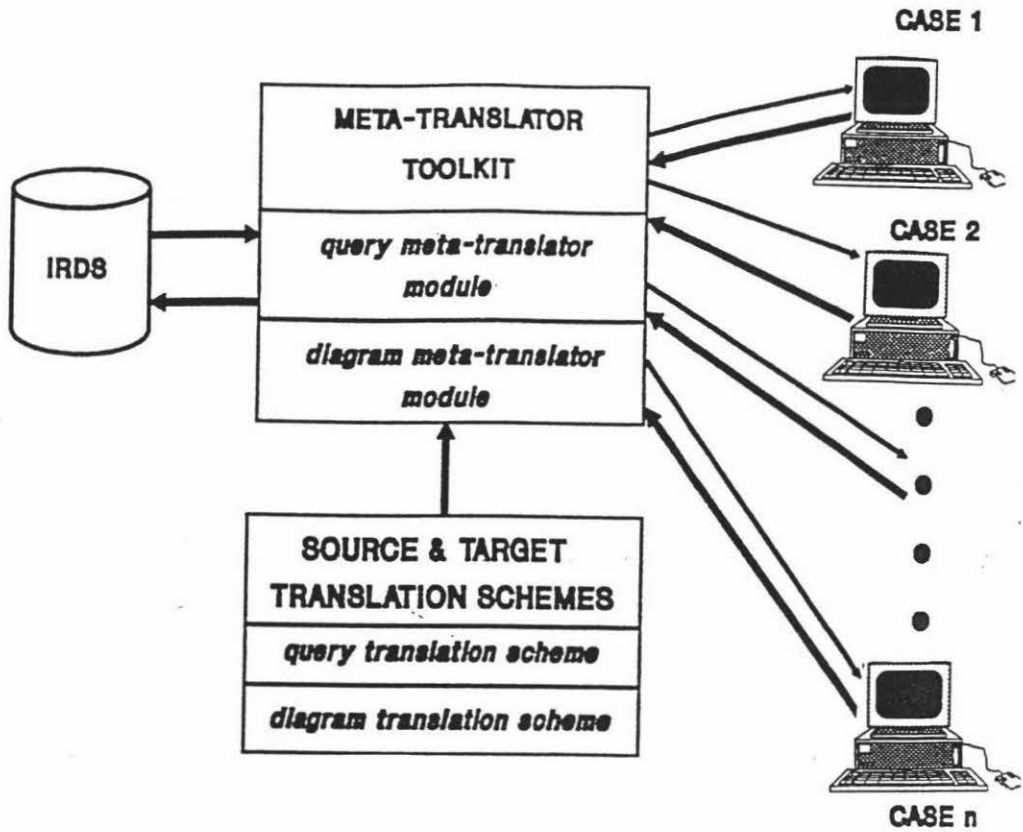 CASE 1
META-TRANSLATOR
TOOLKIT
IRDS
query meta-translator
module
diagram meta-translator
module
CASE 2
SOURCE & TARGET
TRANSLATION SCHEMES
query translation scheme
diagram translation scheme
CASE n